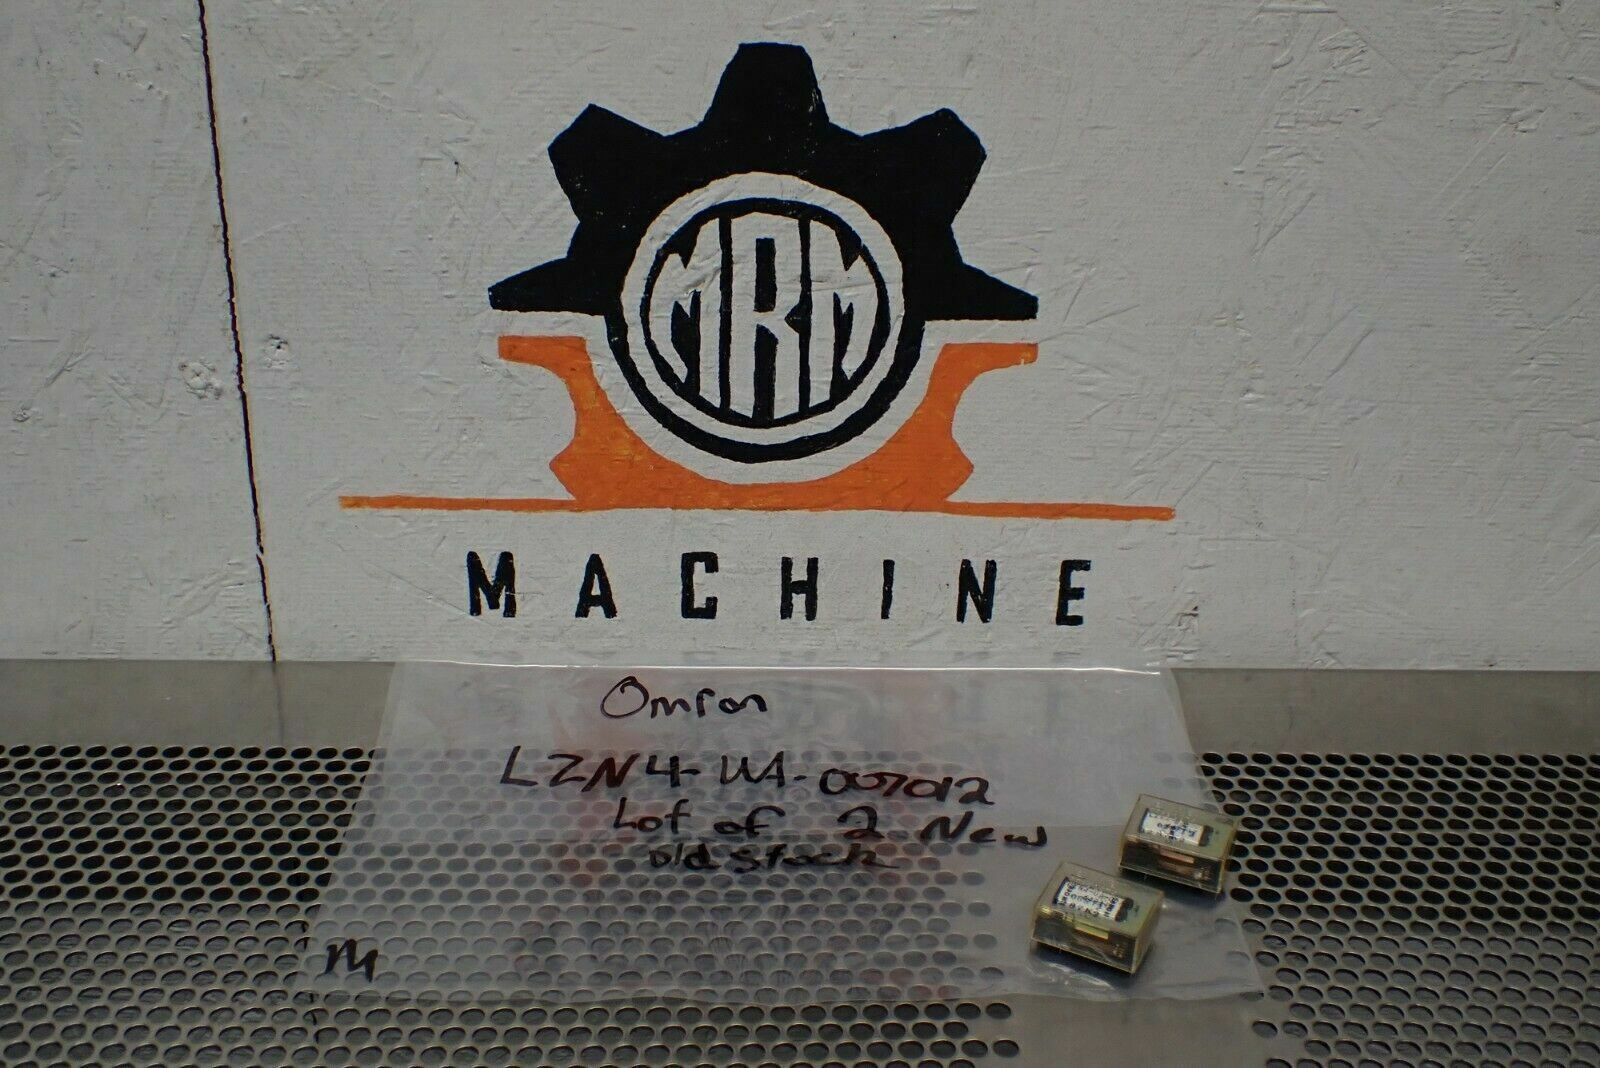 MRM
MACHINE
Omron
LZN4-UA-007012
Lot of 2 New
old stock
M